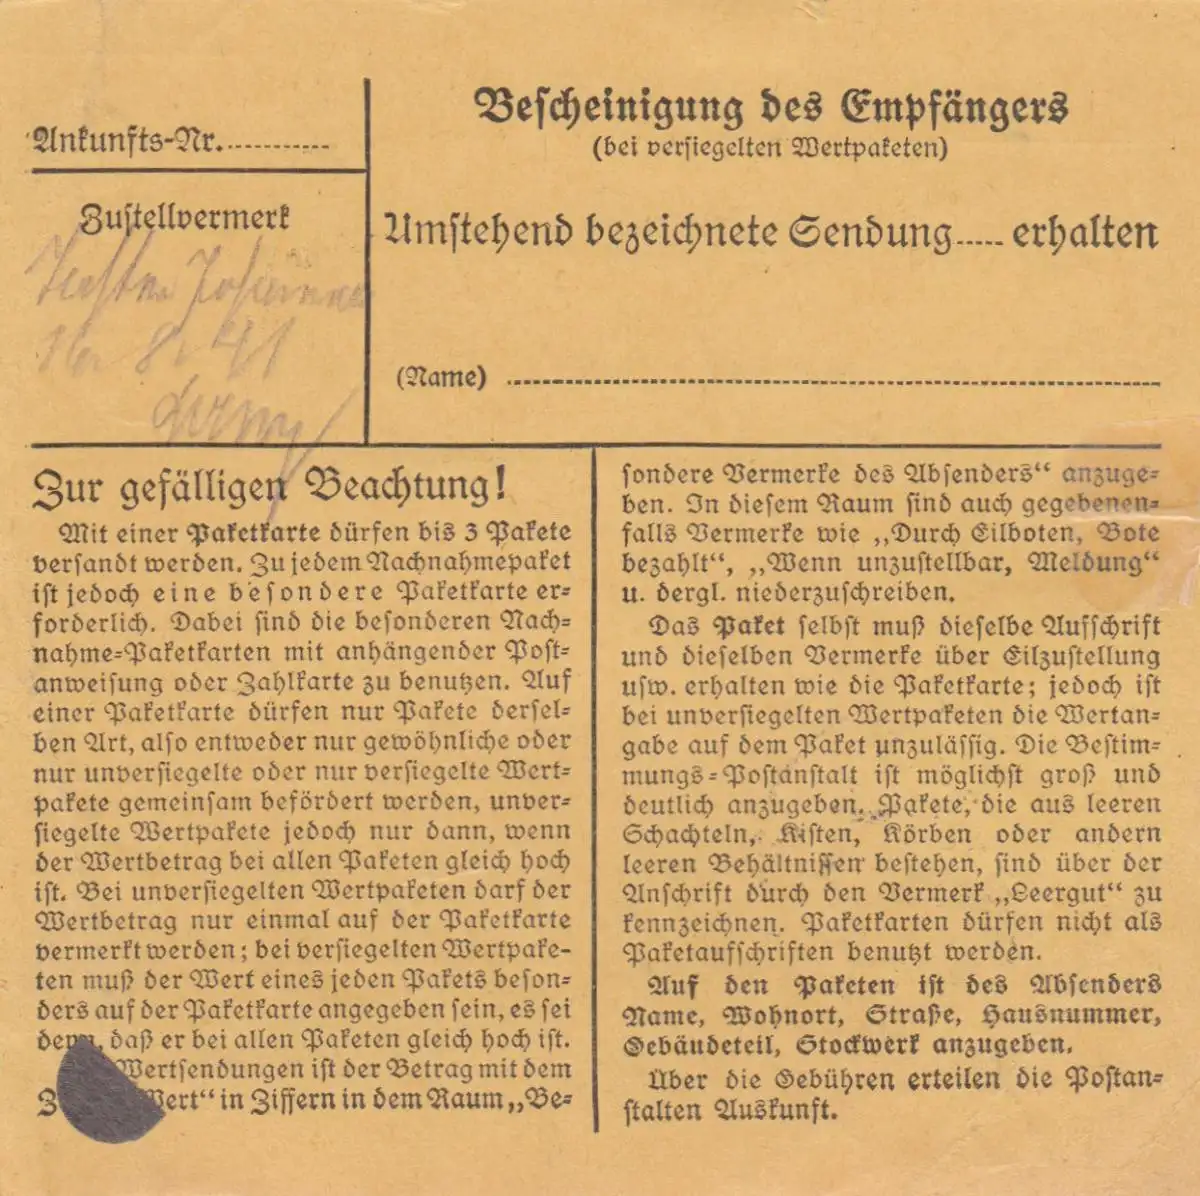 Ankunfts-Nr.............
Zustellvermerk
16. 8. 41
Bescheinigung des Empfängers
(bei versiegelten Wertpaketen)
Umstehend bezeichnete Sendung..... erhalten
(Name) ........................................
Zur gefälligen Beachtung!
Mit einer Paketkarte dürfen bis 3 Pakete
versandt werden. Zu jedem Nachnahmepaket
ist jedoch eine besondere Paketkarte er-
forderlich. Dabei sind die besonderen Nach-
nahme-Paketkarten mit anhängender Post-
anweisung oder Zahlkarte zu benutzen. Auf
einer Paketkarte dürfen nur Pakete dersel-
ben Art, also entweder nur gewöhnliche oder
nur unversiegelte oder nur versiegelte Wert-
pakete gemeinsam befördert werden, unver-
siegelte Wertpakete jedoch nur dann, wenn
der Wertbetrag bei allen Paketen gleich hoch
ist. Bei unversiegelten Wertpaketen darf der
Wertbetrag nur einmal auf der Paketkarte
vermerkt werden; bei versiegelten Wertpake-
ten muß der Wert eines jeden Pakets beson-
ders auf der Paketkarte angegeben sein, es sei
denn, daß er bei allen Paketen gleich hoch ist.
Wertsendungen ist der Betrag mit dem
Wert“ in Ziffern in dem Raum „Be-
sondere Vermerke des Absenders“ anzuge-
ben. In diesem Raum sind auch gegebenen-
falls Vermerke wie „Durch Eilboten, Bote
bezahlt“, „Wenn unzustellbar, Meldung“
u. dergl. niederzuschreiben.
Das Paket selbst muß dieselbe Aufschrift
und dieselben Vermerke über Eilzustellung
usw. erhalten wie die Paketkarte; jedoch ist
bei unversiegelten Wertpaketen die Wertan-
gabe auf dem Paket unzulässig. Die Bestim-
mungs-Postanstalt ist möglichst groß und
deutlich anzugeben. Pakete, die aus leeren
Schachteln, Kisten, Körben oder andern
leeren Behältnissen bestehen, sind über der
Anschrift durch den Vermerk „Leergut“ zu
kennzeichnen. Paketkarten dürfen nicht als
Paketaufschriften benutzt werden.
Auf den Paketen ist des Absenders
Name, Wohnort, Straße, Hausnummer,
Gebäudeteil, Stockwerk anzugeben.
Über die Gebühren erteilen die Postan-
stalten Auskunft.